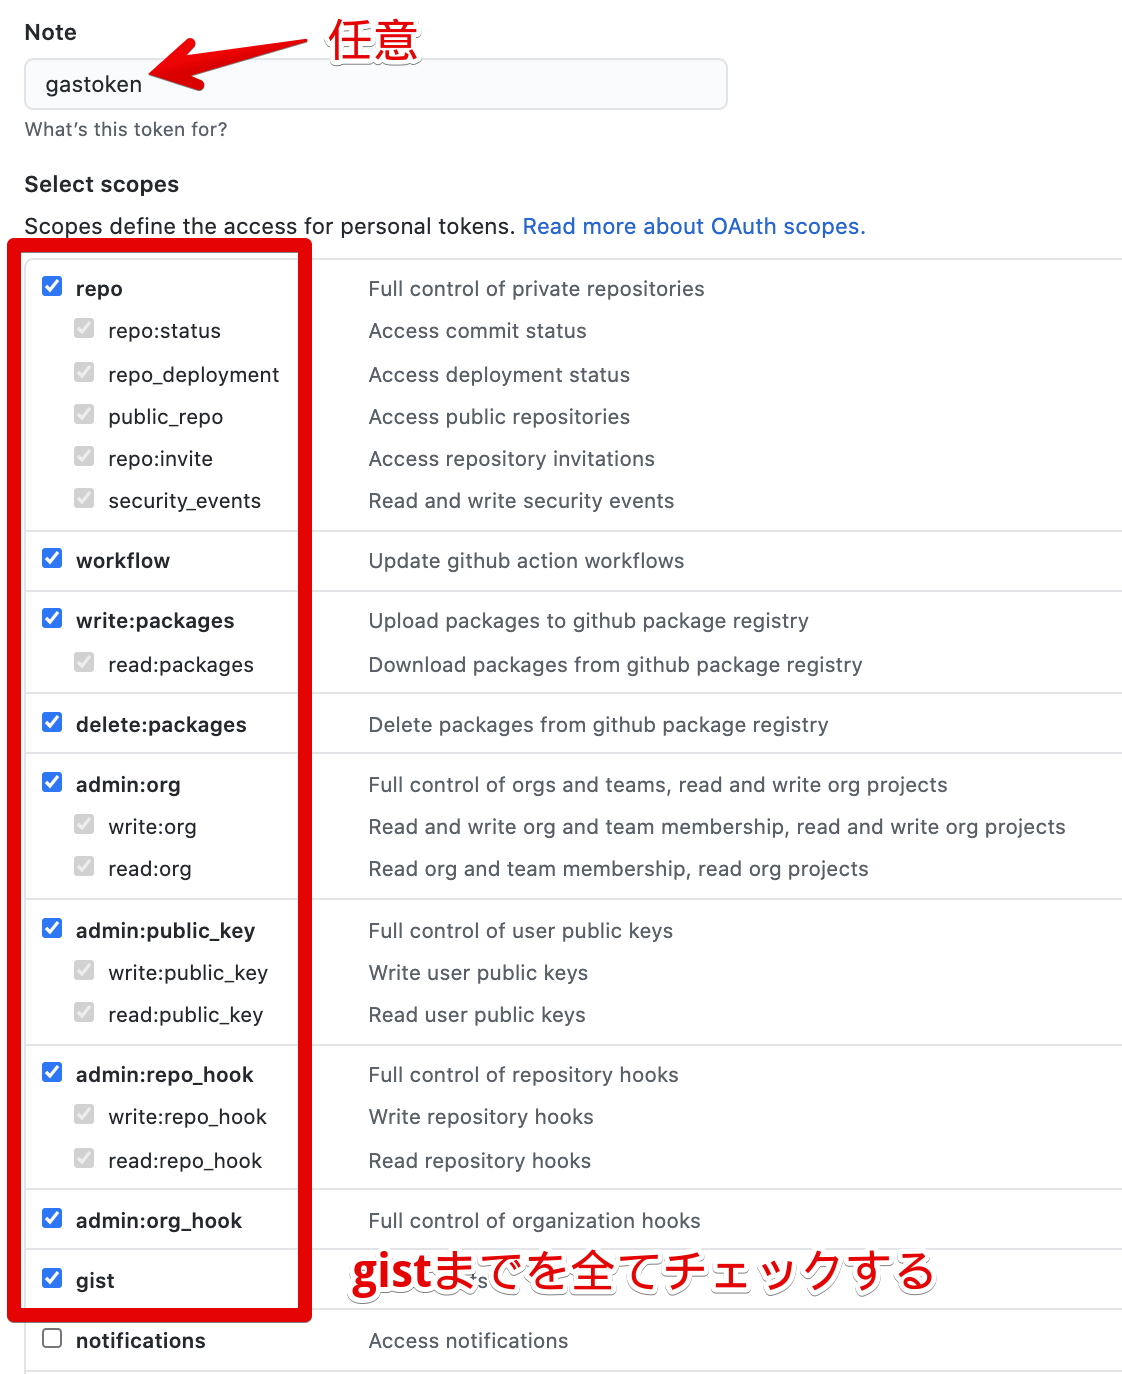 Note
任意
gastoken
What's this token for?
Select scopes
Scopes define the access for personal tokens. Read more about OAuth scopes.
repo Full control of private repositories
repo:status Access commit status
repo_deployment Access deployment status
public_repo Access public repositories
repo:invite Access repository invitations
security_events Read and write security events
workflow Update github action workflows
write:packages Upload packages to github package registry
read:packages Download packages from github package registry
delete:packages Delete packages from github package registry
admin:org Full control of orgs and teams, read and write org projects
write:org Read and write org and team membership, read and write org projects
read:org Read org and team membership, read org projects
admin:public_key Full control of user public keys
write:public_key Write user public keys
read:public_key Read user public keys
admin:repo_hook Full control of repository hooks
write:repo_hook Write repository hooks
read:repo_hook Read repository hooks
admin:org_hook Full control of organization hooks
gist gistまでを全てチェックする
notifications Access notifications